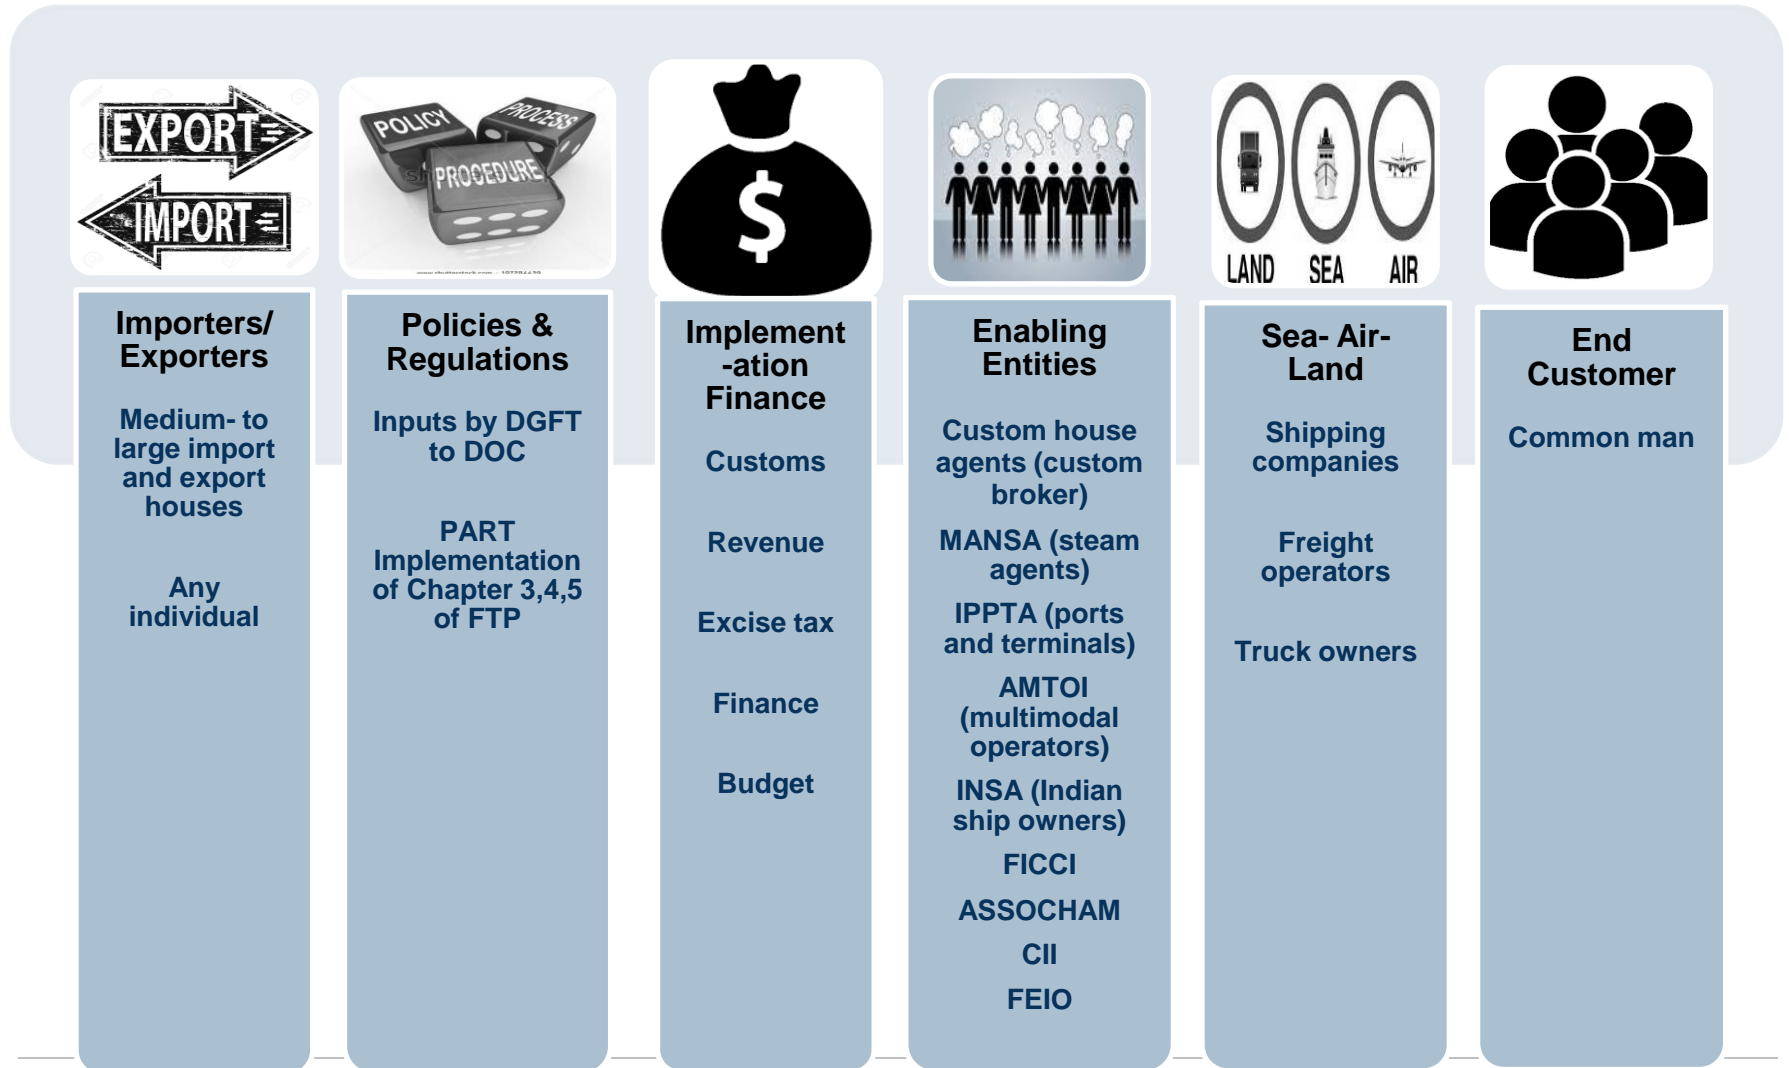 EXPORT
IMPORT
POLICY
PROCESS
PROCEDURE
$
LAND SEA AIR
Importers/
Exporters
Medium- to
large import
and export
houses
Any
individual
Policies &
Regulations
Inputs by DGFT
to DOC
PART
Implementation
of Chapter 3,4,5
of FTP
Implement
-ation
Finance
Customs
Revenue
Excise tax
Finance
Budget
Enabling
Entities
Custom house
agents (custom
broker)
MANSA (steam
agents)
IPPTA (ports
and terminals)
AMTOI
(multimodal
operators)
INSA (Indian
ship owners)
FICCI
ASSOCHAM
CII
FEIO
Sea- Air-
Land
Shipping
companies
Freight
operators
Truck owners
End
Customer
Common man